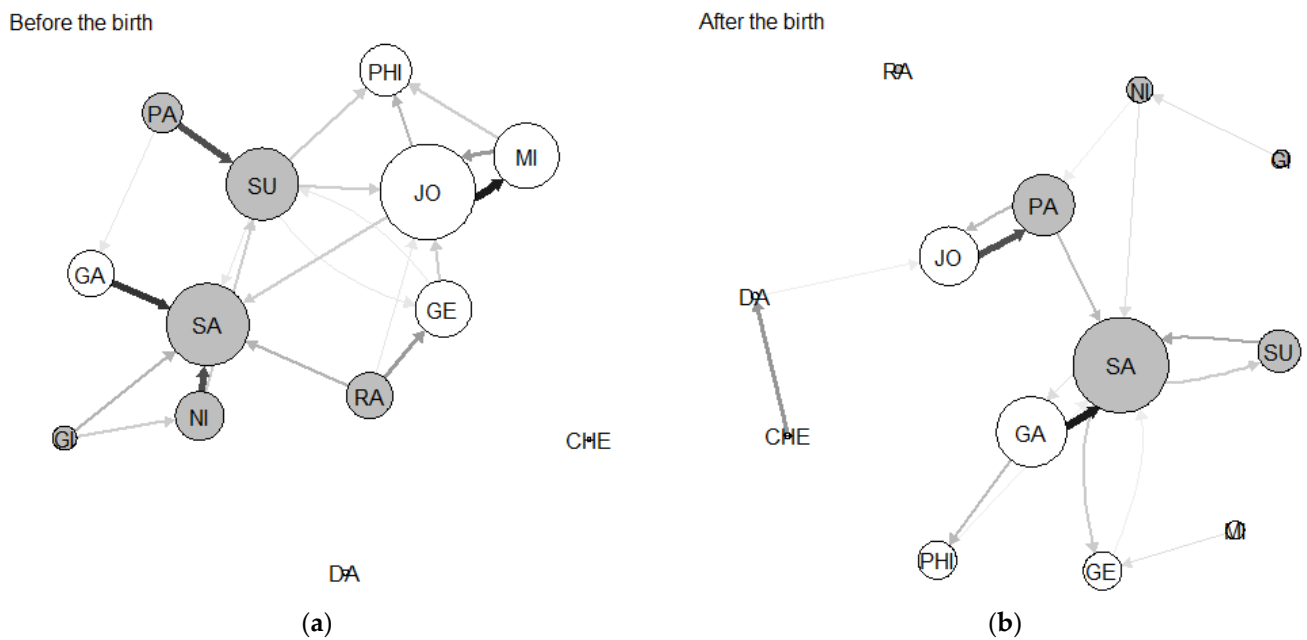 Before the birth
PHI
PA
MI
SU
JO
GA
GE
SA
RA
NI
GI
CHE
DA
(a)
After the birth
RA
NI
GI
PA
JO
DA
SU
SA
GA
CHE
MI
PHI
GE
(b)